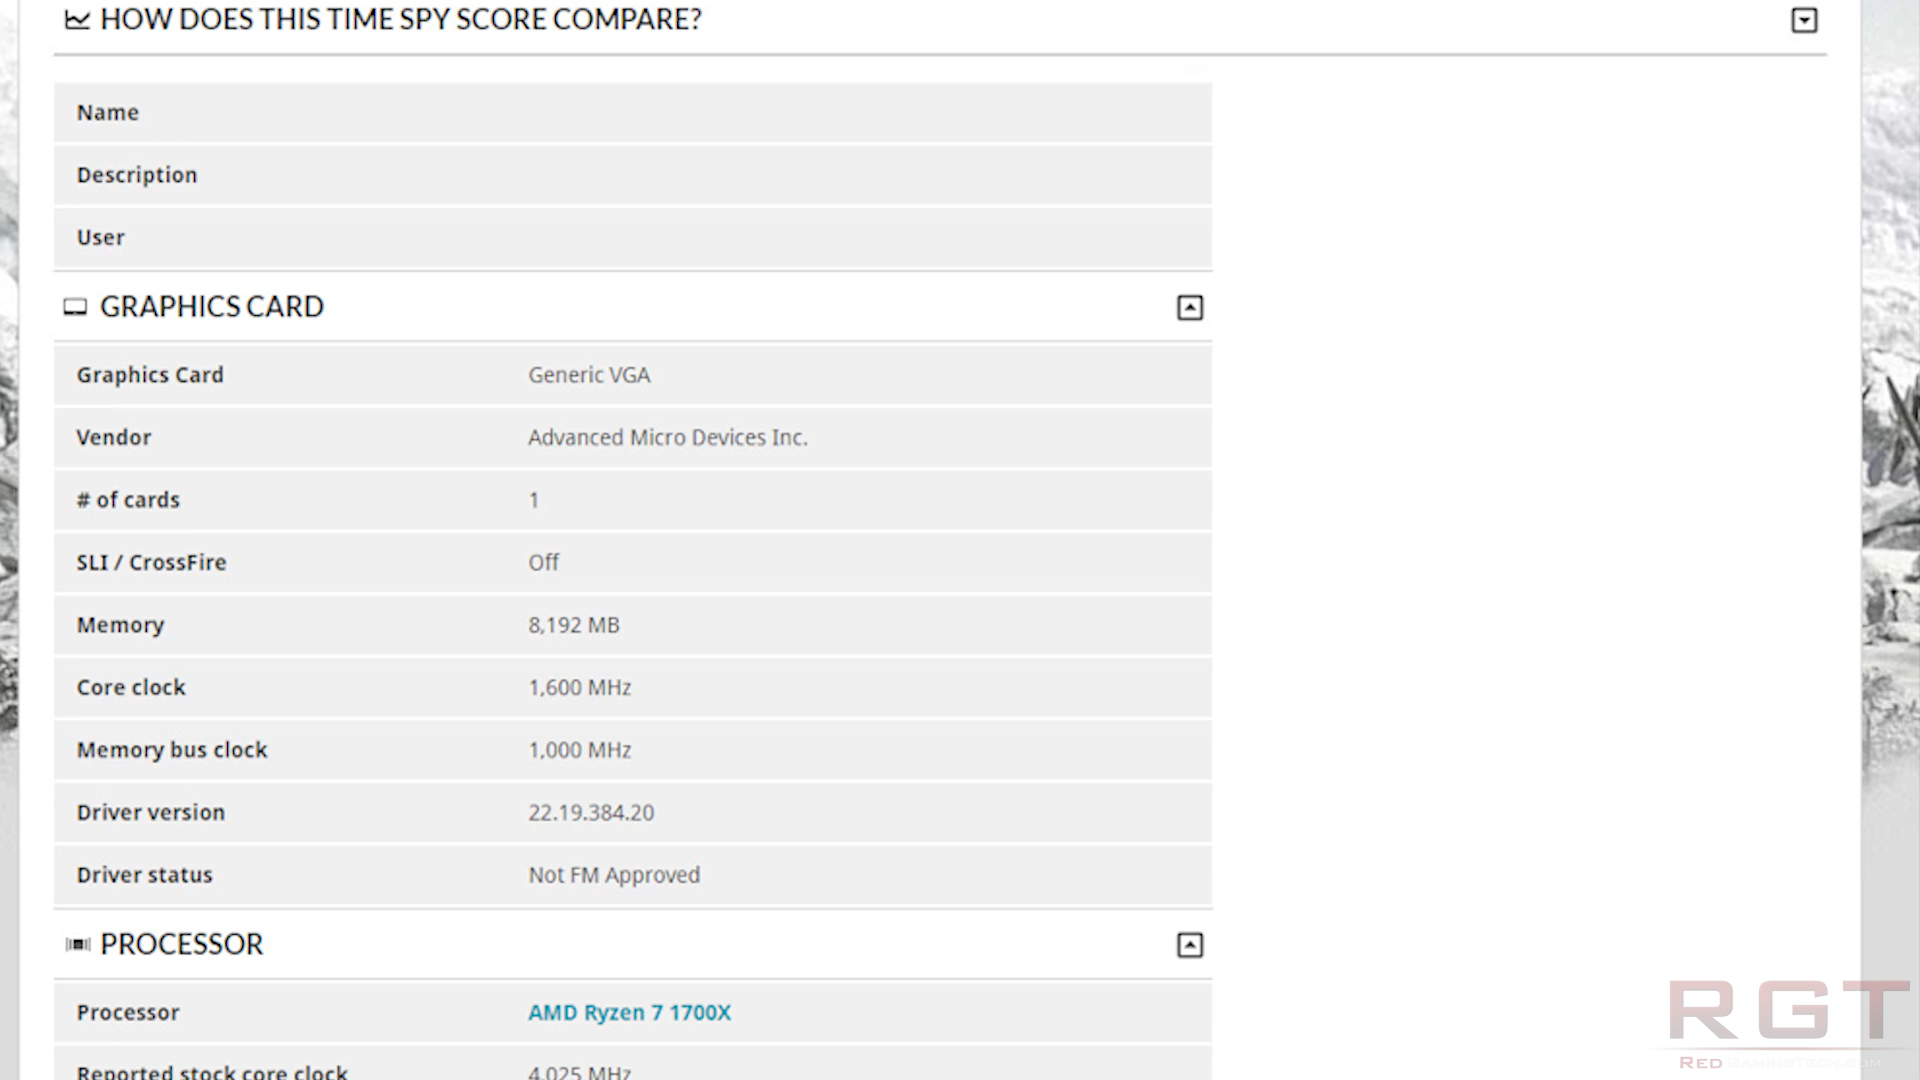 HOW DOES THIS TIME SPY SCORE COMPARE?
Name
Description
User
GRAPHICS CARD
Graphics Card Generic VGA
Vendor Advanced Micro Devices Inc.
# of cards 1
SLI / CrossFire Off
Memory 8,192 MB
Core clock 1,600 MHz
Memory bus clock 1,000 MHz
Driver version 22.19.384.20
Driver status Not FM Approved
PROCESSOR
Processor AMD Ryzen 7 1700X
Reported stock core clock 4,025 MHz
RGT
REDGAMINGTECH.COM